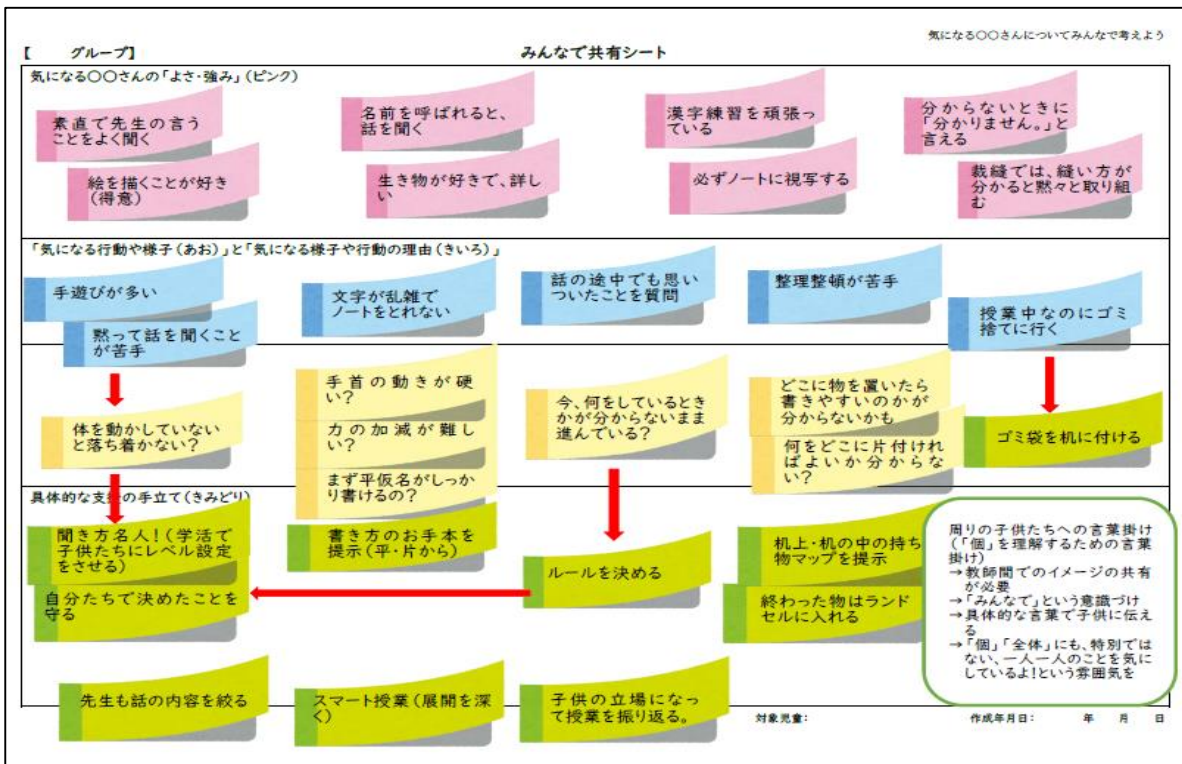 気になる〇〇さんについてみんなで考えよう
【　　グループ】
みんなで共有シート
気になる〇〇さんの「よさ・強み」(ピンク)
素直で先生の言う
ことをよく聞く
名前を呼ばれると、
話を聞く
漢字練習を頑張っ
ている
分からないときに
「分かりません。」と
言える
絵を描くことが好き
(得意)
生き物が好きで、詳し
い
必ずノートに視写する
裁縫では、縫い方が
分かると黙々と取り組
む
「気になる行動や様子(あお)」と「気になる様子や行動の理由(きいろ)」
手遊びが多い
文字が乱雑で
ノートをとれない
話の途中でも思い
ついたことを質問
整理整頓が苦手
授業中なのにゴミ
捨てに行く
黙って話を聞くこと
が苦手
体を動かしていない
と落ち着かない?
手首の動きが硬
い?
力の加減が難し
い?
まず平仮名がしっか
り書けるの?
今、何をしているとき
かが分からないまま
進んでいる?
どこに物を置いたら
書きやすいのかが
分からないかも
何をどこに片付けれ
ばよいか分からな
い?
ゴミ袋を机に付ける
具体的な支援の手立て(きみどり)
聞き方名人!(学活で
子供たちにレベル設定
をさせる)
自分たちで決めたことを
守る
書き方のお手本を
提示(平・片から)
ルールを決める
机上・机の中の持ち
物マップを提示
終わった物はランド
セルに入れる
周りの子供たちへの言葉掛け
(「個」を理解するための言葉
掛け)
→教師間でのイメージの共有
が必要
→「みんなで」という意識づけ
→具体的な言葉で子供に伝え
る
→「個」「全体」にも、特別では
ない、一人一人のことを気に
しているよ!という雰囲気を
先生も話の内容を絞る
スマート授業(展開を深
く)
子供の立場になっ
て授業を振り返る。
対象児童:
作成年月日:　　年　月　日